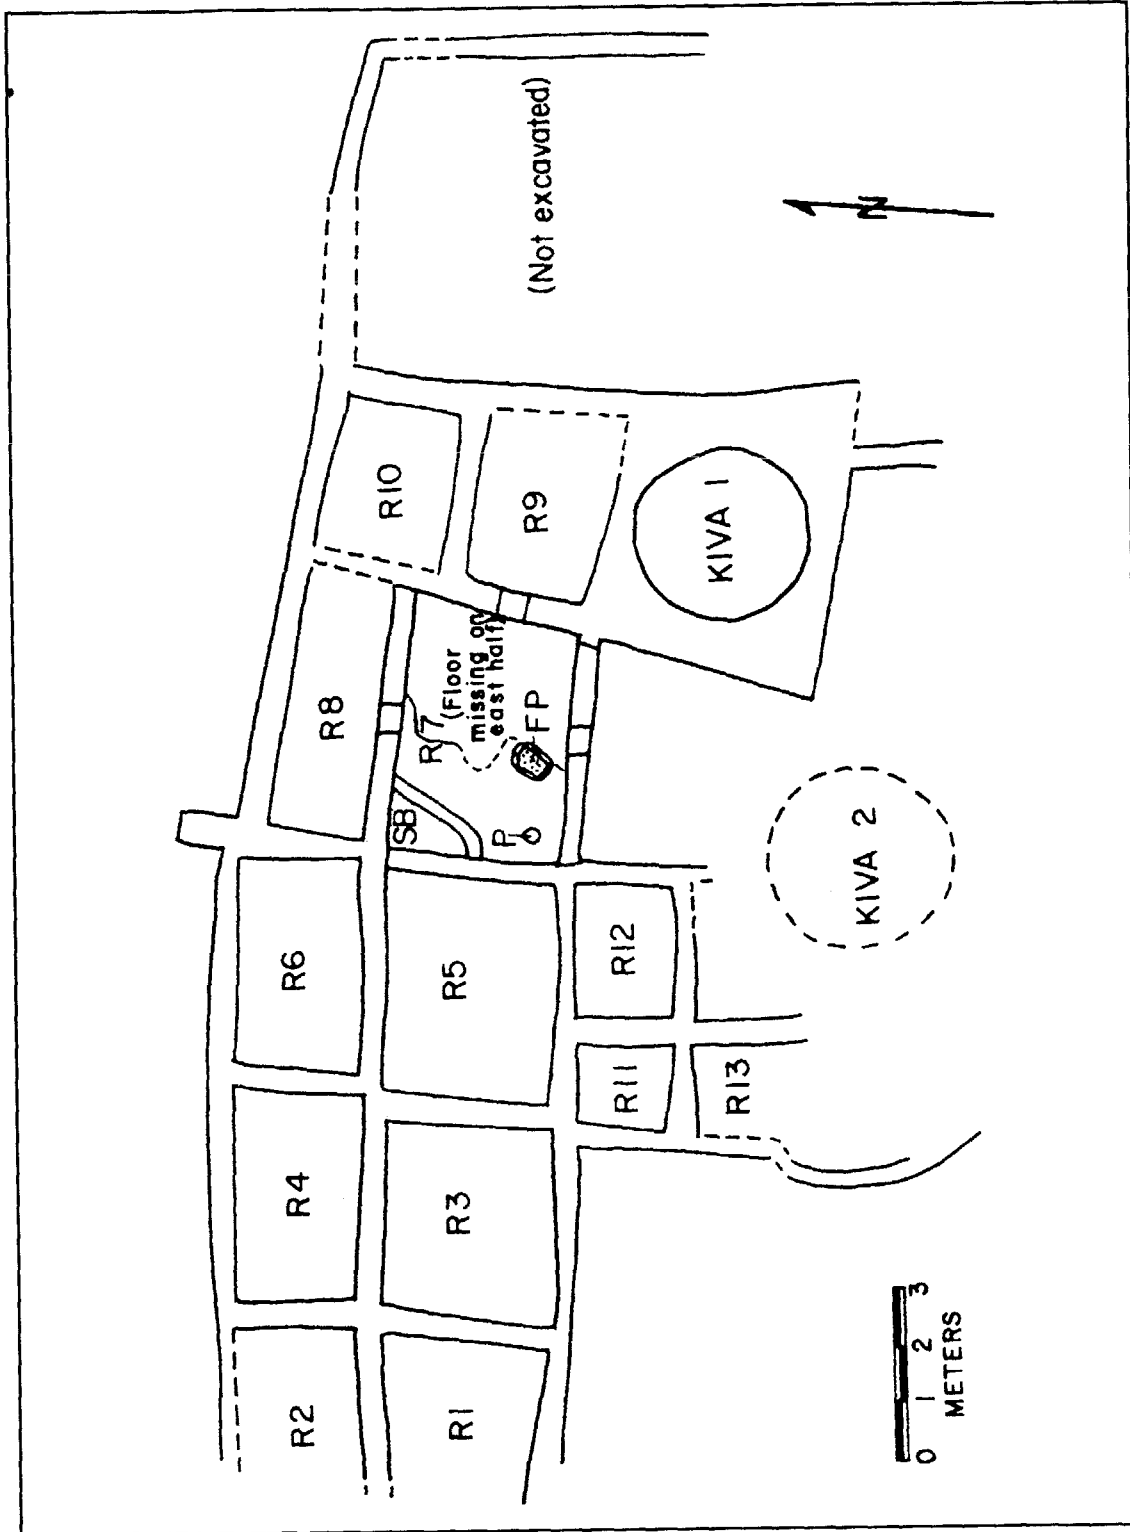 (Not excavated)
N
R10
R9
KIVA 1
R8
R7
(Floor
missing on
east half)
FP
SB
P
KIVA 2
R6
R5
R12
R4
R3
R11
R13
R2
R1
0 1 2 3
METERS